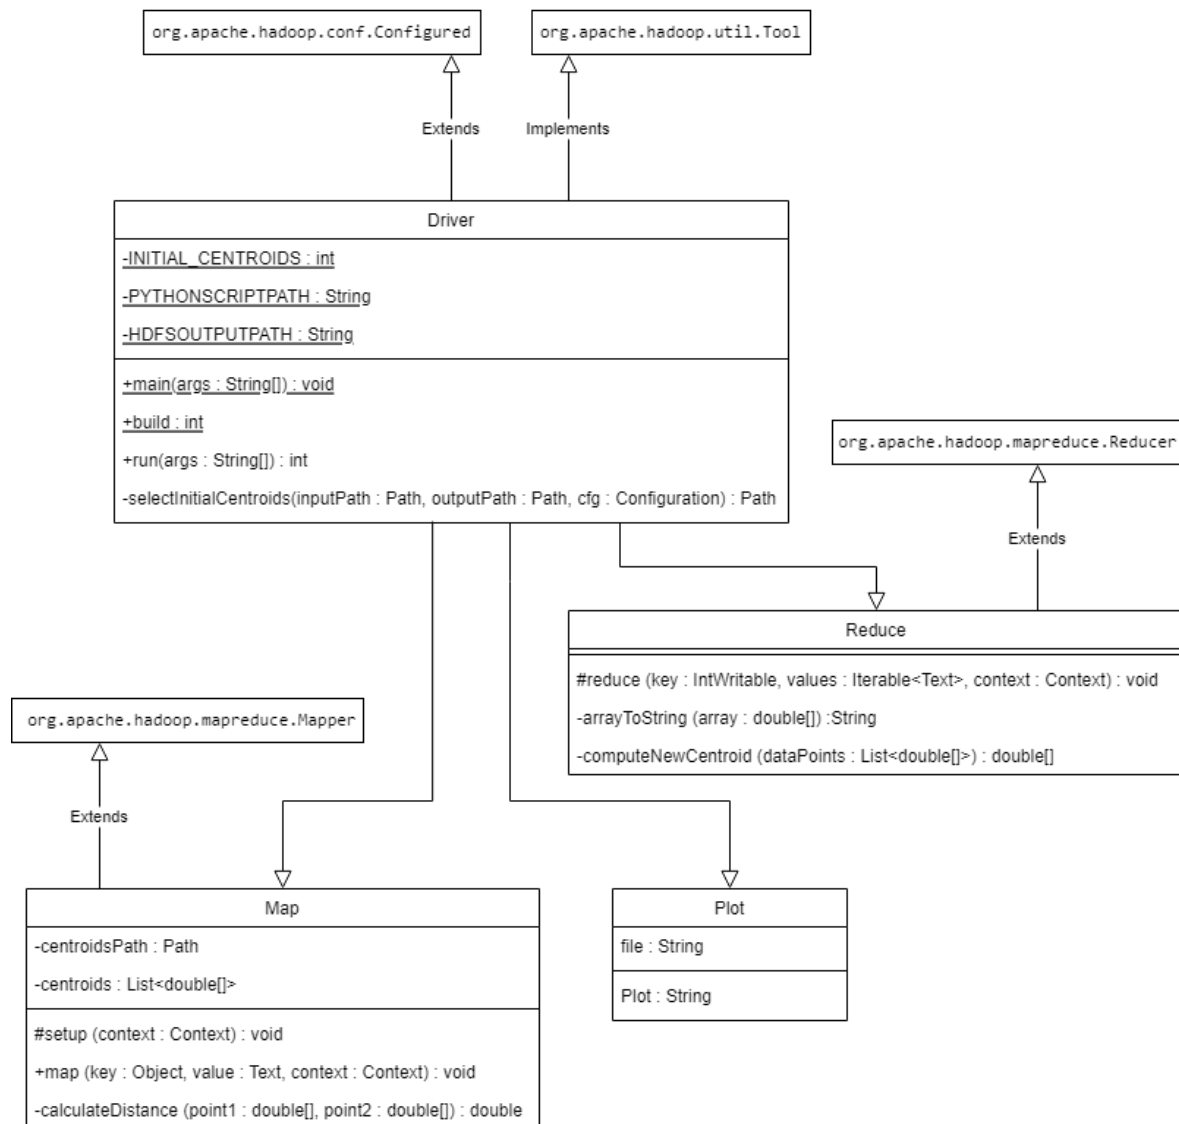 org.apache.hadoop.conf.Configured
org.apache.hadoop.util.Tool
Extends
Implements
Driver
-INITIAL_CENTROIDS : int
-PYTHONSCRIPTPATH : String
-HDFSOUTPUTPATH : String
+main(args : String[]) : void
+build : int
+run(args : String[]) : int
-selectInitialCentroids(inputPath : Path, outputPath : Path, cfg : Configuration) : Path
org.apache.hadoop.mapreduce.Reducer
Extends
Reduce
#reduce (key : IntWritable, values : Iterable<Text>, context : Context) : void
-arrayToString (array : double[]) :String
-computeNewCentroid (dataPoints : List<double[]>) : double[]
org.apache.hadoop.mapreduce.Mapper
Extends
Map
-centroidsPath : Path
-centroids : List<double[]>
#setup (context : Context) : void
+map (key : Object, value : Text, context : Context) : void
-calculateDistance (point1 : double[], point2 : double[]) : double
Plot
file : String
Plot : String